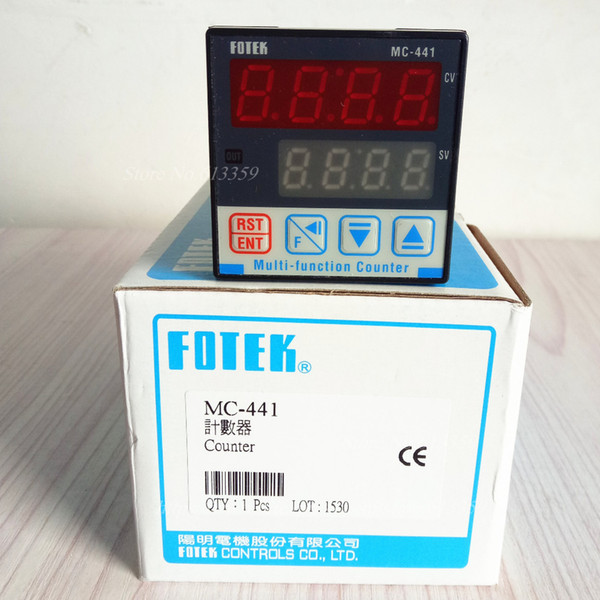 FOTEK MC-441
CV
OUT
SV
RST
ENT
F
Multi-function Counter
FOTEK®
MC-441
計數器
Counter
CE
QTY：1 Pcs LOT：1530
陽明電機股份有限公司
FOTEK CONTROLS CO., LTD.